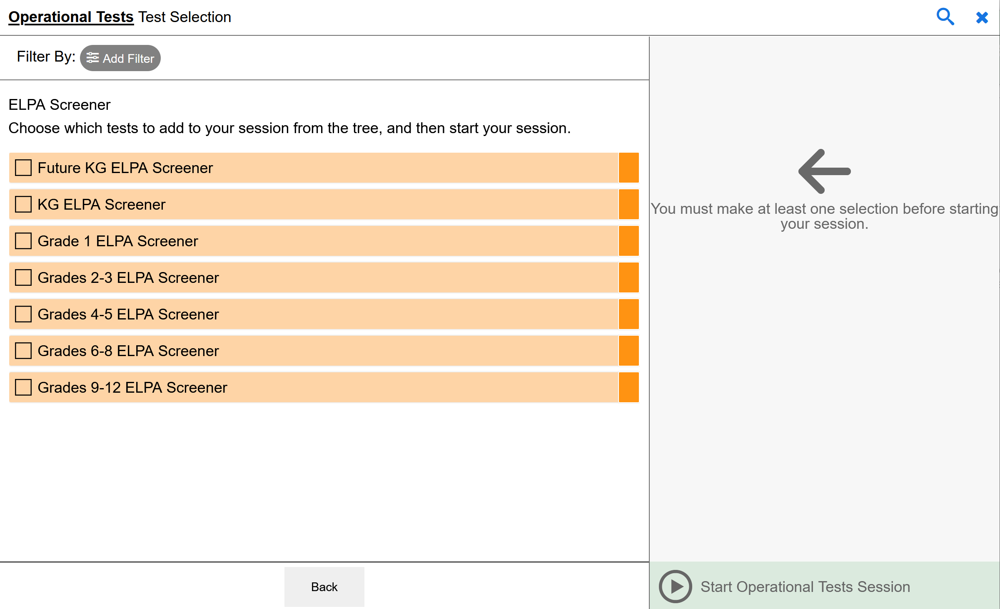 Operational Tests Test Selection
Filter By: Add Filter
ELPA Screener
Choose which tests to add to your session from the tree, and then start your session.
Future KG ELPA Screener
KG ELPA Screener
Grade 1 ELPA Screener
Grades 2-3 ELPA Screener
Grades 4-5 ELPA Screener
Grades 6-8 ELPA Screener
Grades 9-12 ELPA Screener
You must make at least one selection before starting
your session.
Back
Start Operational Tests Session